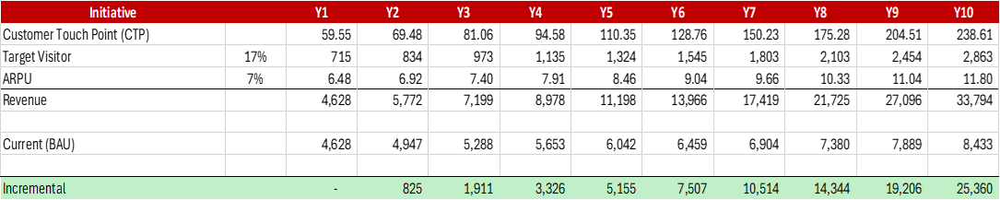 Initiative Y1 Y2 Y3 Y4 Y5 Y6 Y7 Y8 Y9 Y10
Customer Touch Point (CTP) 59.55 69.48 81.06 94.58 110.35 128.76 150.23 175.28 204.51 238.61
Target Visitor 17% 715 834 973 1,135 1,324 1,545 1,803 2,103 2,454 2,863
ARPU 7% 6.48 6.92 7.40 7.91 8.46 9.04 9.66 10.33 11.04 11.80
Revenue 4,628 5,772 7,199 8,978 11,198 13,966 17,419 21,725 27,096 33,794
Current (BAU) 4,628 4,947 5,288 5,653 6,042 6,459 6,904 7,380 7,889 8,433
Incremental - 825 1,911 3,326 5,155 7,507 10,514 14,344 19,206 25,360